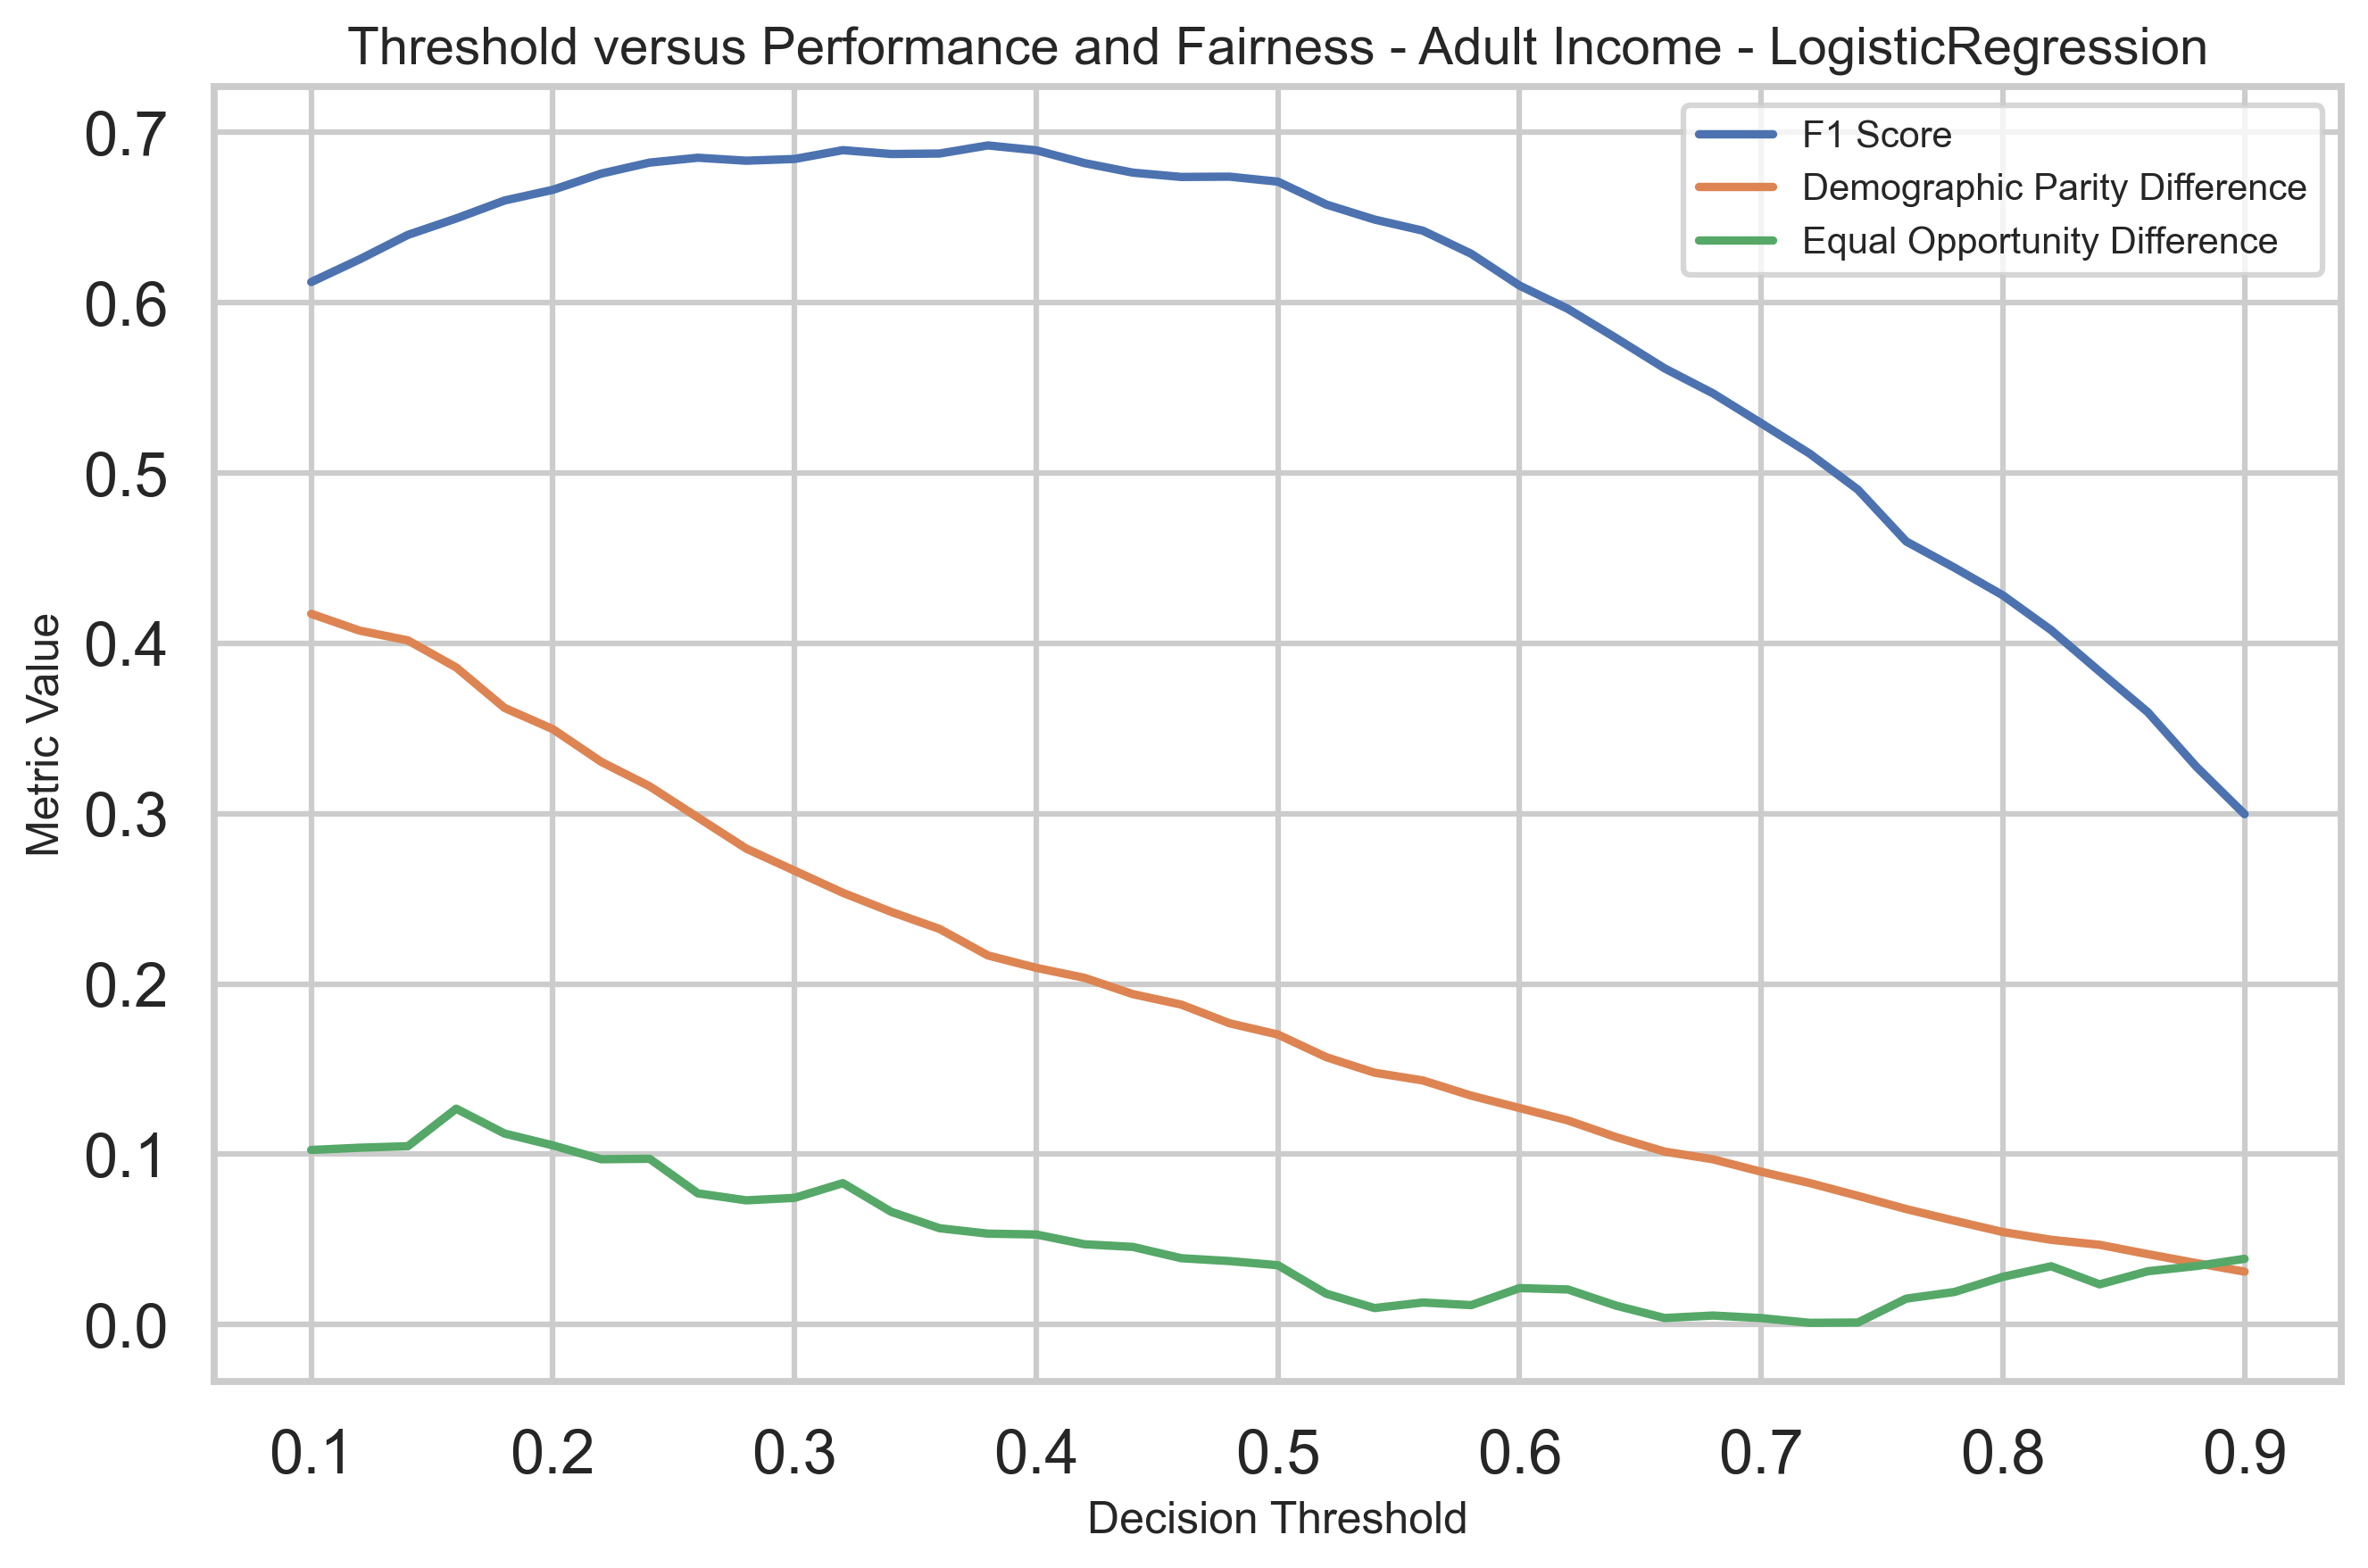 Threshold versus Performance and Fairness - Adult Income - LogisticRegression
F1 Score
Demographic Parity Difference
Equal Opportunity Difference
Metric Value
0.7
0.6
0.5
0.4
0.3
0.2
0.1
0.0
0.1 0.2 0.3 0.4 0.5 0.6 0.7 0.8 0.9
Decision Threshold